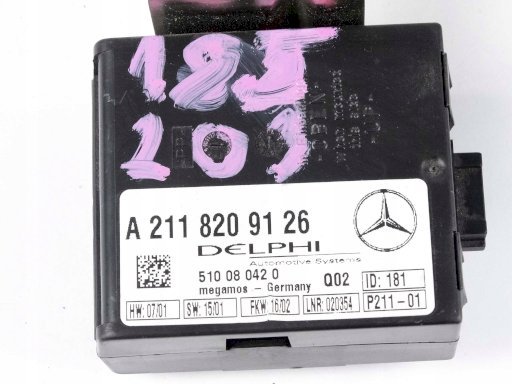 185
A 211 820 91 26
DELPHI
Automotive Systems
510 08 042 0
megamos - Germany
Q02
ID: 181
HW: 07/01
SW: 15/01
FKW: 16/02
LNR: 020354
P211-01